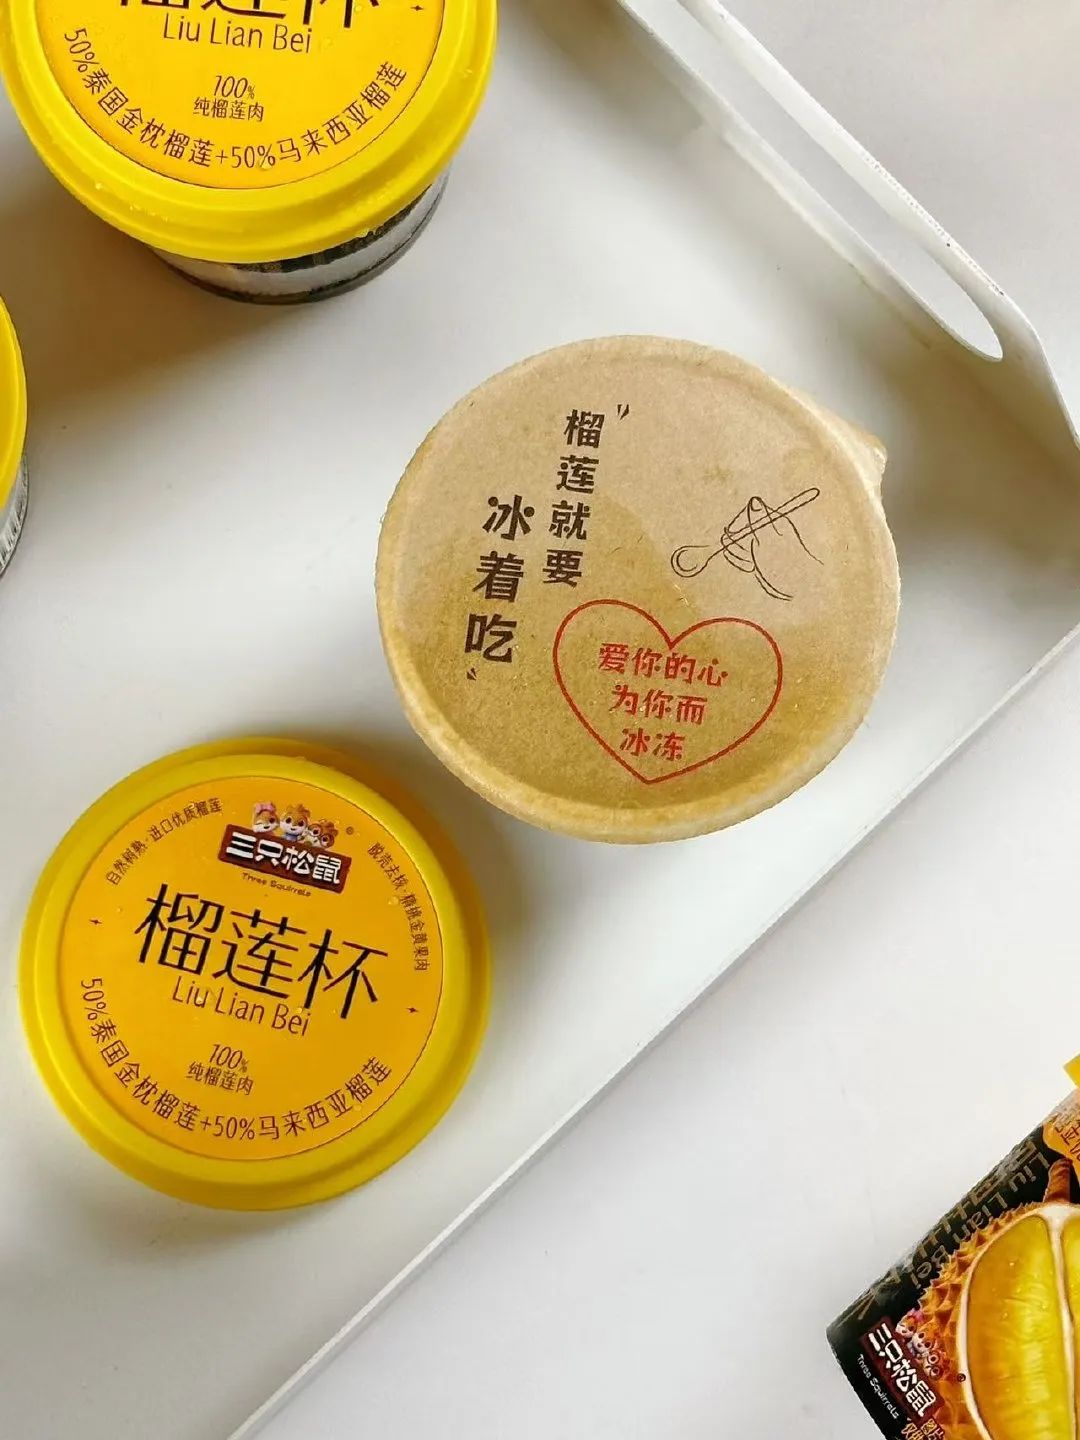 榴莲杯
Liu Lian Bei
100%
纯榴莲肉
50%泰国金枕榴莲+50%马来西亚榴莲
"榴莲就要
冰着吃"
爱你的心
为你而
冰冻
自然树熟·进口优质榴莲
脱壳去核·精挑金黄果肉
三只松鼠
Three Squirrels
榴莲杯
Liu Lian Bei
100%
纯榴莲肉
50%泰国金枕榴莲+50%马来西亚榴莲
Liu Lian Bei
三只松鼠
Three Squirrels